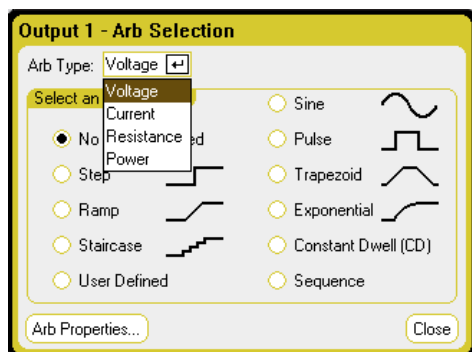 Output 1 - Arb Selection
Arb Type: Voltage
Voltage
Current
Resistance
Power
Select an
No
ed
Step
Ramp
Staircase
User Defined
Sine
Pulse
Trapezoid
Exponential
Constant Dwell (CD)
Sequence
Arb Properties...
Close